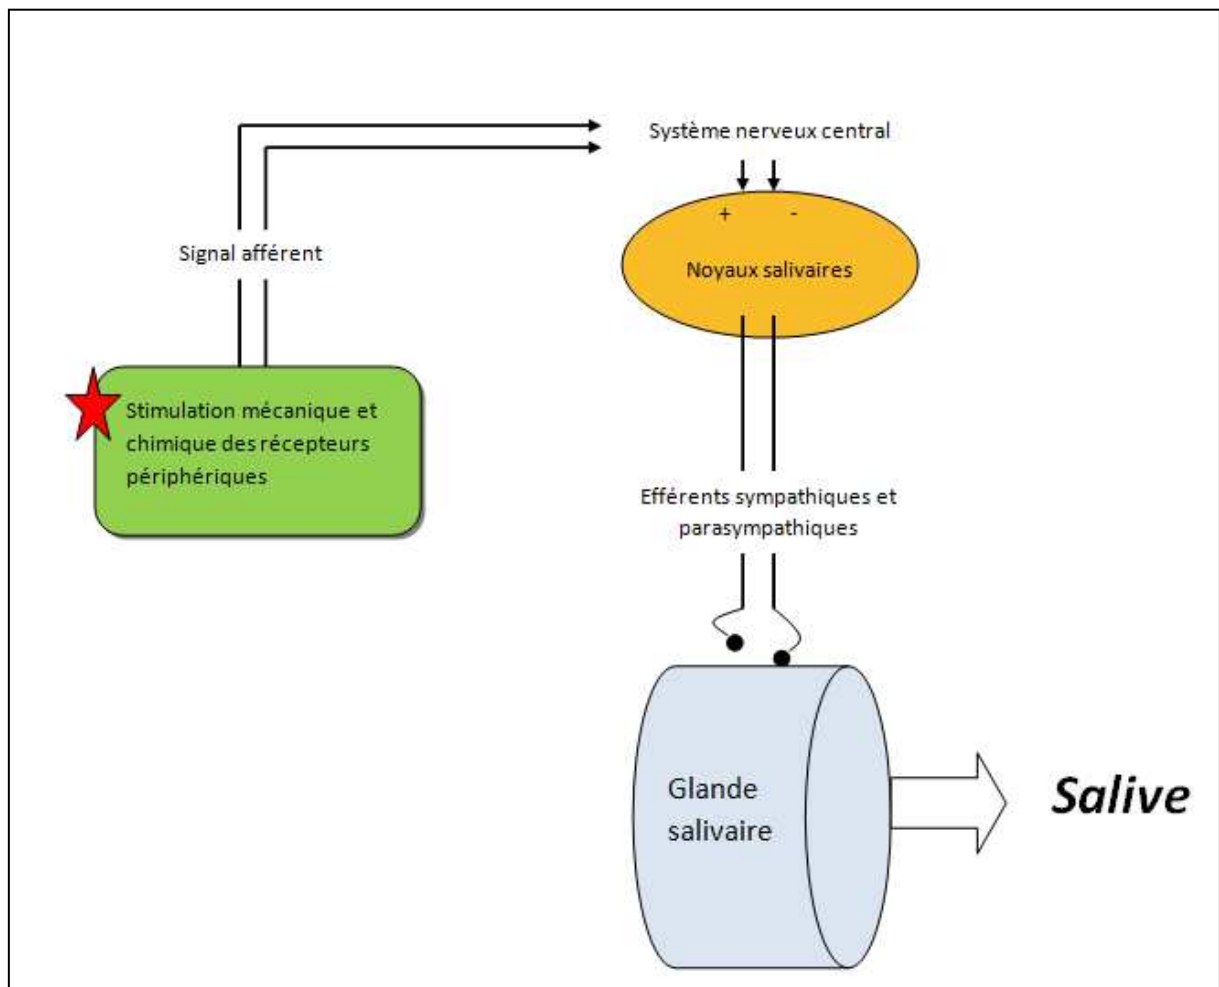 Système nerveux central
+ -
Noyaux salivaires
Signal afférent
Stimulation mécanique et
chimique des récepteurs
périphériques
Efférents sympathiques et
parasympathiques
Glande
salivaire
Salive